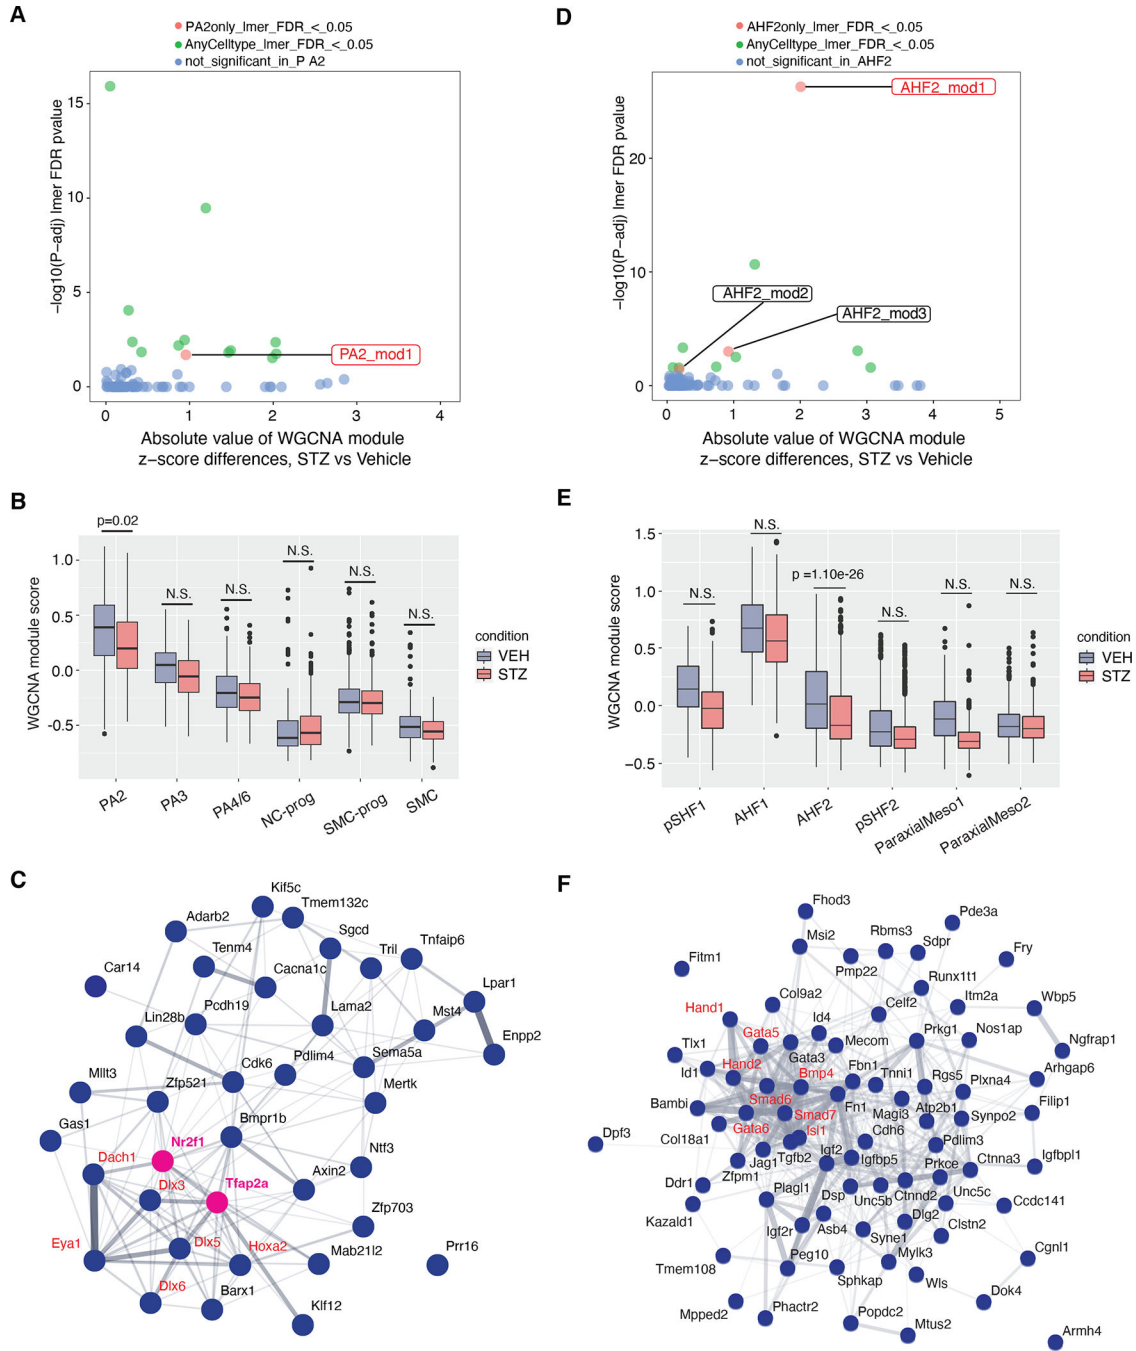 A
PA2only_lmer_FDR_<_0.05
AnyCelltype_lmer_FDR_<_0.05
not_significant_in_P A2
−log10(P−adj) lmer FDR pvalue
15
10
5
0
PA2_mod1
0 1 2 3 4
Absolute value of WGCNA module
z−score differences, STZ vs Vehicle
D
AHF2only_lmer_FDR_<_0.05
AnyCelltype_lmer_FDR_<_0.05
not_significant_in_AHF2
−log10(P−adj) lmer FDR pvalue
20
10
0
AHF2_mod1
AHF2_mod2
AHF2_mod3
0 1 2 3 4 5
Absolute value of WGCNA module
z−score differences, STZ vs Vehicle
B
WGCNA module score
1.0
0.5
0.0
-0.5
p=0.02
N.S.
N.S.
N.S.
N.S.
N.S.
PA2
PA3
PA4/6
NC-prog
SMC-prog
SMC
condition
VEH
STZ
E
WGCNA module score
1.5
1.0
0.5
0.0
−0.5
N.S.
N.S.
p =1.10e-26
N.S.
N.S.
N.S.
pSHF1
AHF1
AHF2
pSHF2
ParaxialMeso1
ParaxialMeso2
condition
VEH
STZ
C
Kif5c
Tmem132c
Adarb2
Sgcd
Tenm4
Tril
Tnfaip6
Car14
Cacna1c
Lpar1
Pcdh19
Lama2
Lin28b
Mst4
Enpp2
Cdk6
Pdlim4
Sema5a
Mllt3
Zfp521
Mertk
Gas1
Bmpr1b
Nr2f1
Ntf3
Dach1
Axin2
Dlx3
Tfap2a
Zfp703
Eya1
Dlx5
Hoxa2
Mab21l2
Prr16
Dlx6
Barx1
Klf12
F
Fhod3
Pde3a
Msi2
Rbms3
Sdpr
Fry
Fitm1
Pmp22
Runx1t1
Col9a2
Celf2
Itm2a
Wbp5
Hand1
Id4
Prkg1
Nos1ap
Gata5
Mecom
Ngfrap1
Tlx1
Gata3
Hand2
Fbn1
Arhgap6
Id1
Bmp4
Tnni1
Rgs5
Plxna4
Bambi
Smad6
Fn1
Magi3
Atp2b1
Synpo2
Filip1
Smad7
Gata6
Isl1
Cdh6
Pdlim3
Dpf3
Col18a1
Jag1
Tgfb2
Igf2
Igfbp5
Prkce
Ctnna3
Igfbpl1
Zfpm1
Ddr1
Plagl1
Dsp
Unc5b
Ctnnd2
Unc5c
Ccdc141
Kazald1
Igf2r
Asb4
Dlg2
Clstn2
Syne1
Cgnl1
Tmem108
Peg10
Mylk3
Sphkap
Wls
Dok4
Mpped2
Phactr2
Popdc2
Mtus2
Armh4